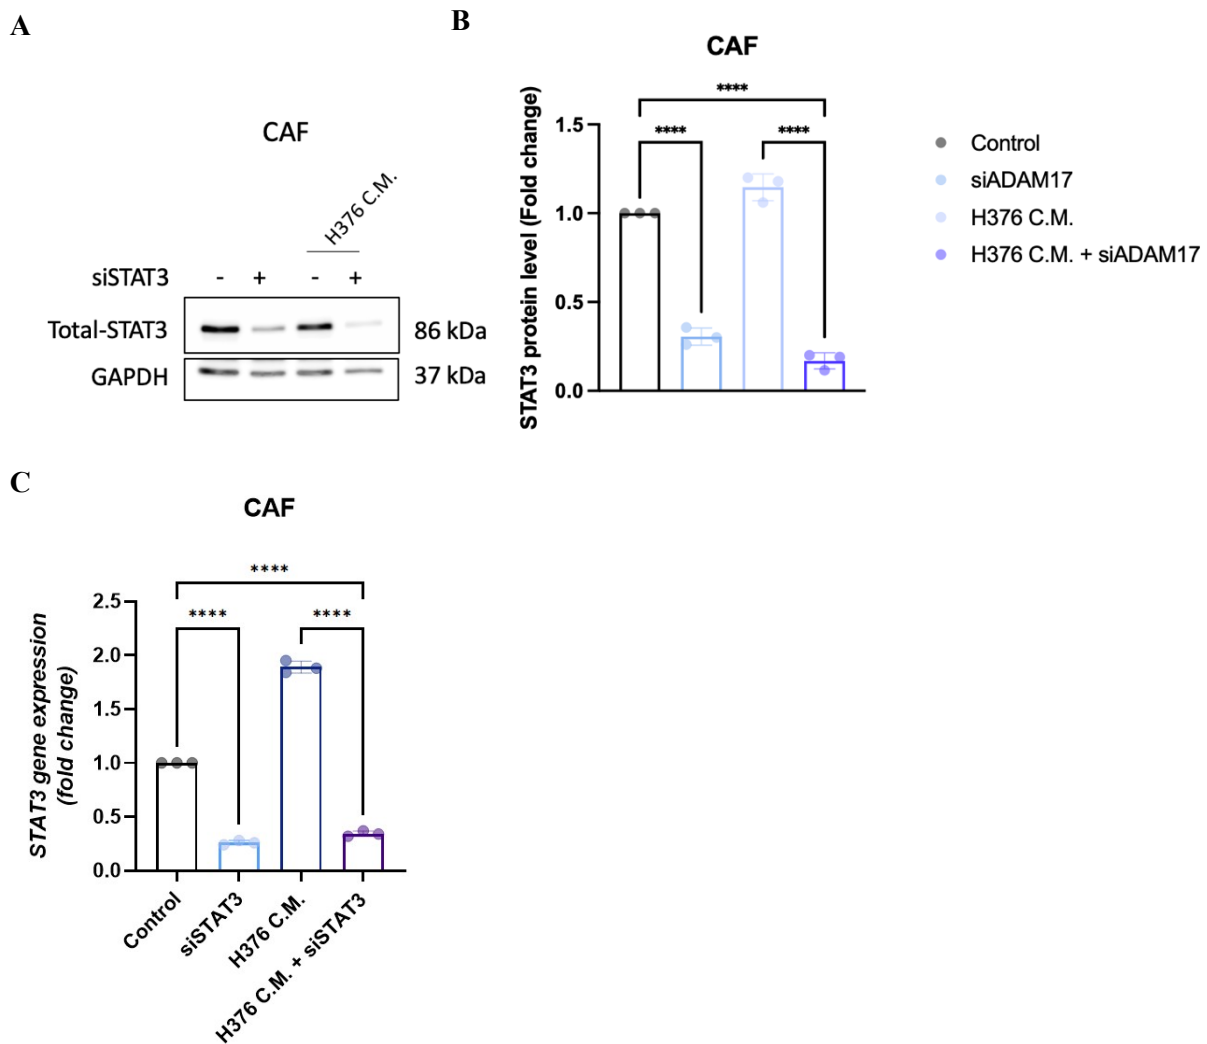 A
CAF
H376 C.M.
siSTAT3 - + - +
Total-STAT3 86 kDa
GAPDH 37 kDa
B
CAF
****
**** ****
STAT3 protein level (Fold change)
1.5
1.0
0.5
0.0
Control
siADAM17
H376 C.M.
H376 C.M. + siADAM17
C
CAF
****
**** ****
STAT3 gene expression
(fold change)
2.5
2.0
1.5
1.0
0.5
0.0
Control
siSTAT3
H376 C.M.
H376 C.M. + siSTAT3